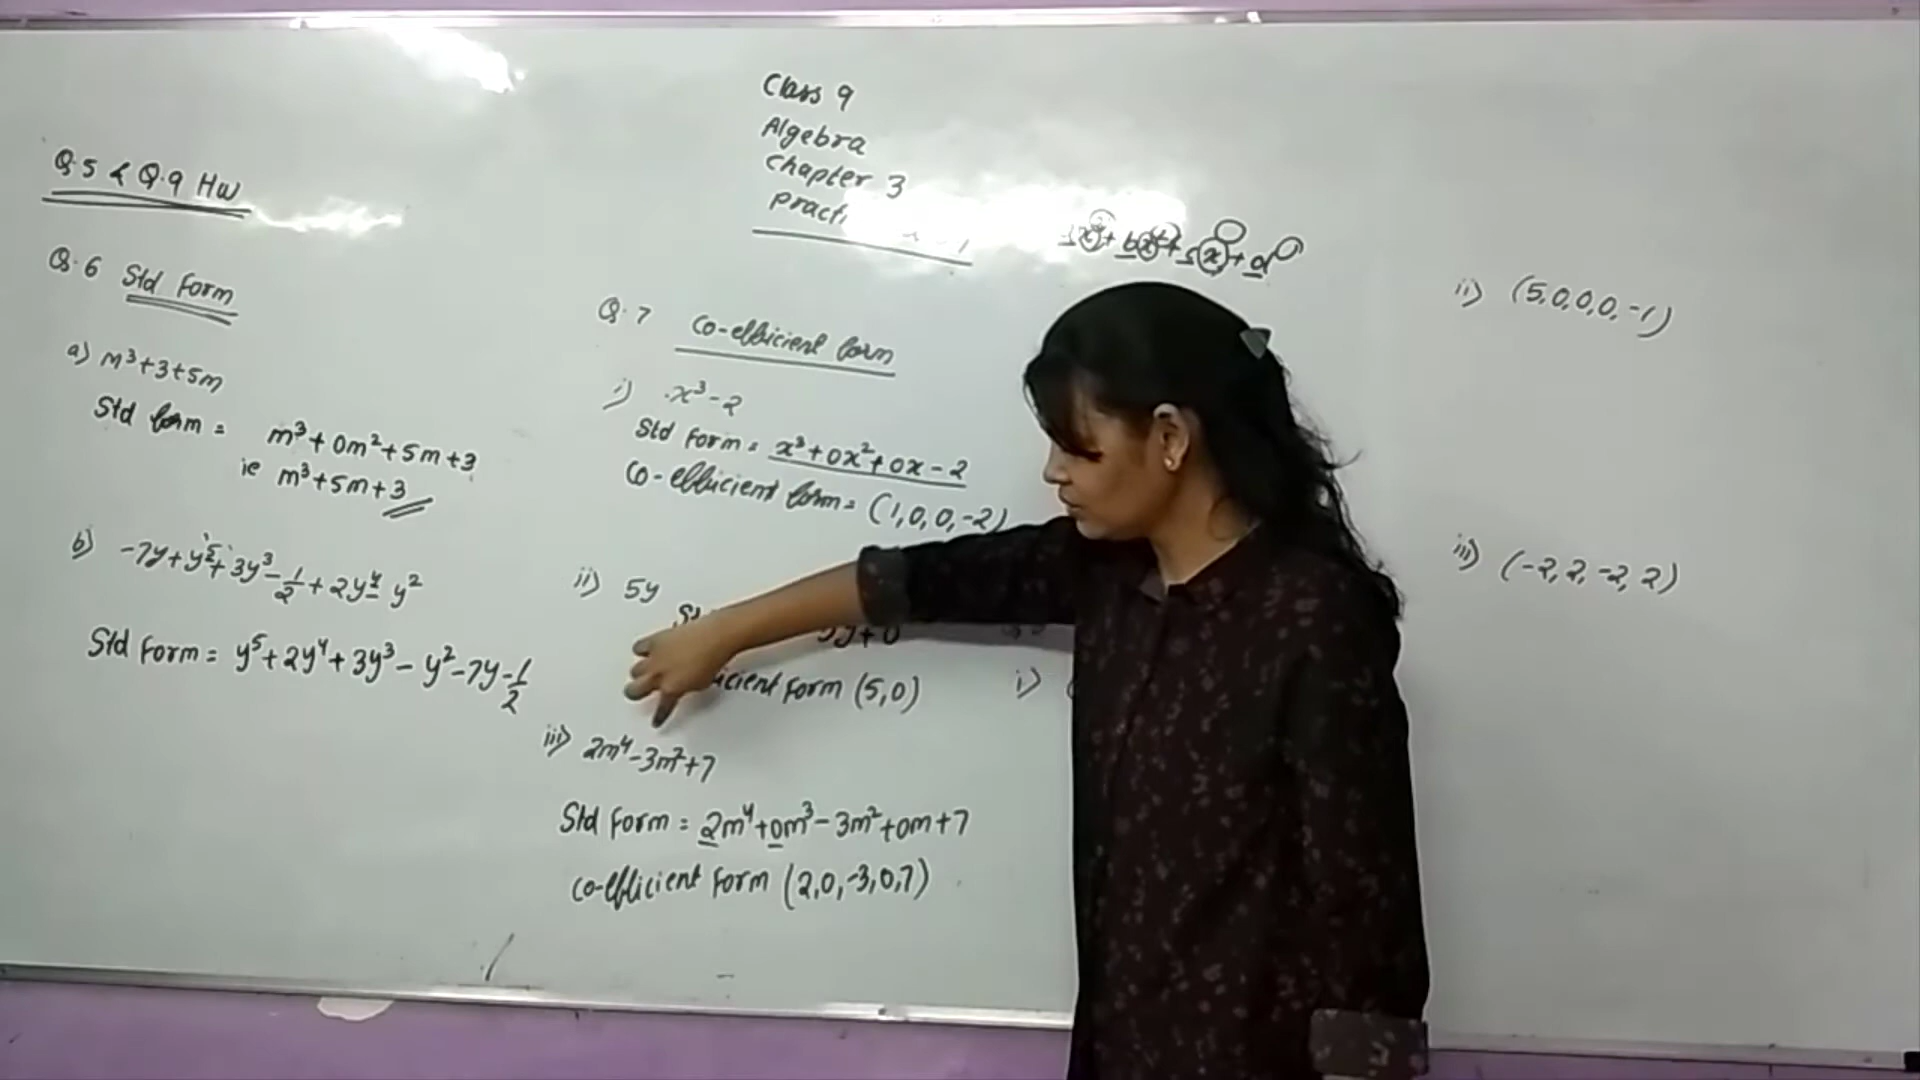 Class 9
Algebra
Chapter 3
Q.5 & Q.9 HW
Q.6 Std Form
a) m³+3+5m
Std form = m³+0m²+5m+3
ie m³+5m+3
b) -7y+y⁵+3y³-1/2+2y⁴-y²
Std Form = y⁵+2y⁴+3y³-y²-7y-1/2
Q.7 Co-efficient form
i) x³-2
Std Form = x³+0x²+0x-2
Co-efficient form = (1,0,0,-2)
ii) 5y
Form (5,0)
iii) 2m⁴-3m²+7
Std Form = 2m⁴+0m³-3m²+0m+7
Co-efficient Form (2,0,-3,0,7)
i)
ii) (5,0,0,0,-1)
iii) (-2,2,-2,2)